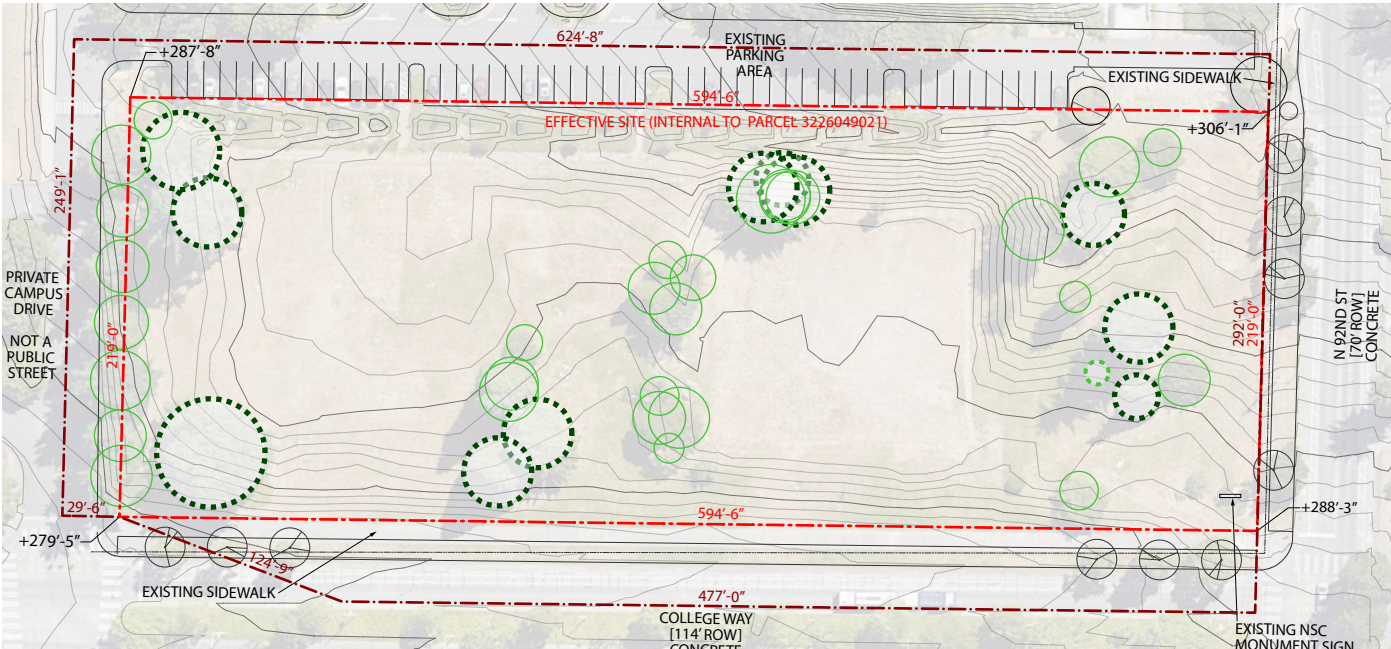 624'-8"
+287'-8"
EXISTING
PARKING
AREA
EXISTING SIDEWALK
594'-6"
EFFECTIVE SITE (INTERNAL TO PARCEL 3226049021)
+306'-1"
249'-1"
PRIVATE
CAMPUS
DRIVE
NOT A
PUBLIC
STREET
219'-0"
292'-0"
219'-0"
N 92ND ST
[70' ROW]
CONCRETE
29'-6"
594'-6"
+288'-3"
+279'-5"
124'-9"
EXISTING SIDEWALK
477'-0"
COLLEGE WAY
[114' ROW]
CONCRETE
EXISTING NSC
MONUMENT SIGN